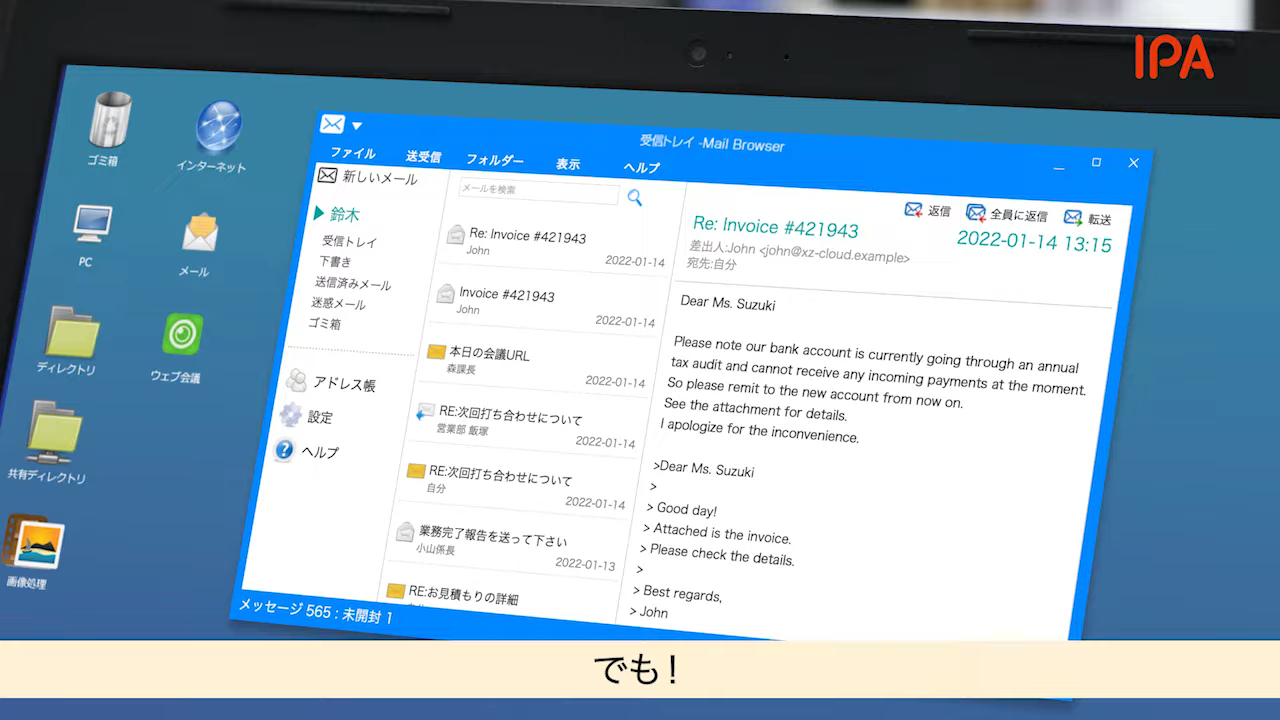 IPA
ゴミ箱
インターネット
PC
メール
ディレクトリ
ウェブ会議
共有ディレクトリ
画像処理
受信トレイ -Mail Browser
ファイル 送受信 フォルダー 表示 ヘルプ
新しいメール
鈴木
受信トレイ
下書き
送信済みメール
迷惑メール
ゴミ箱
アドレス帳
設定
ヘルプ
メールを検索
Re: Invoice #421943
John
2022-01-14
Invoice #421943
John
2022-01-14
本日の会議URL
森課長
2022-01-14
RE:次回打ち合わせについて
営業部 飯塚
2022-01-14
RE:次回打ち合わせについて
自分
2022-01-14
業務完了報告を送って下さい
小山係長
2022-01-13
RE:お見積もりの詳細
返信 全員に返信 転送
Re: Invoice #421943
2022-01-14 13:15
差出人:John <john@xz-cloud.example>
宛先:自分
Dear Ms. Suzuki
Please note our bank account is currently going through an annual
tax audit and cannot receive any incoming payments at the moment.
So please remit to the new account from now on.
See the attachment for details.
I apologize for the inconvenience.
>Dear Ms. Suzuki
>
> Good day!
> Attached is the invoice.
> Please check the details.
>
> Best regards,
> John
メッセージ 565 : 未開封 1
でも！